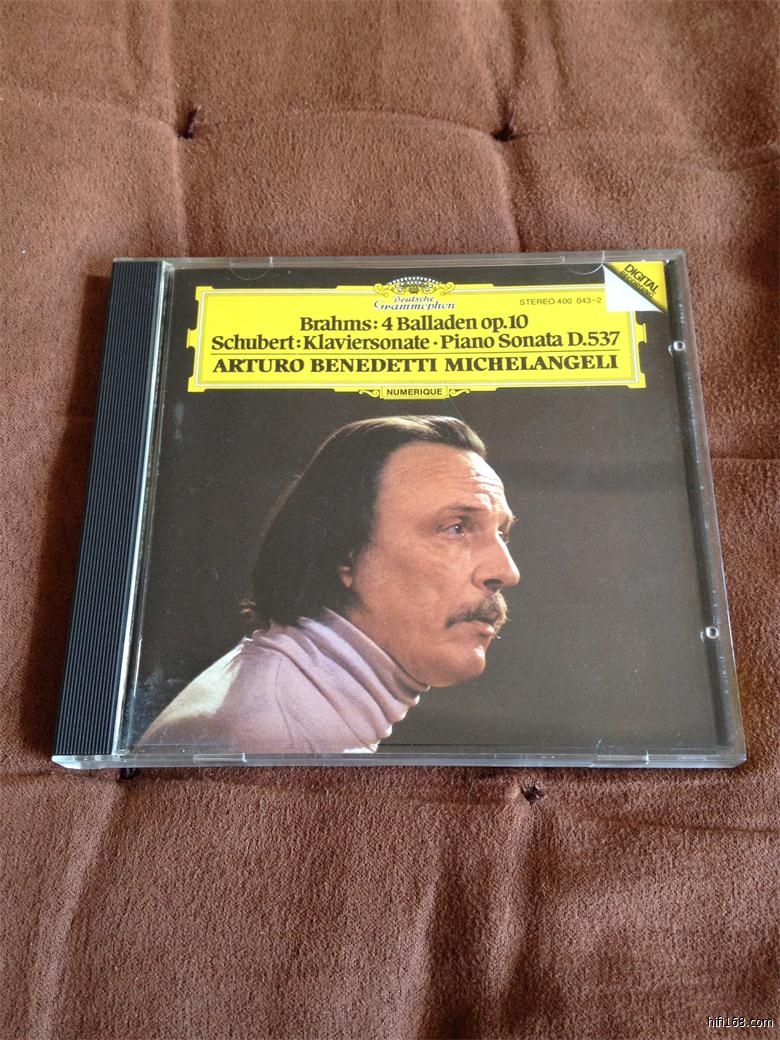 DIGITAL
RECORDING
Deutsche
Grammophon
STEREO 400 043-2
Brahms: 4 Balladen op.10
Schubert: Klaviersonate · Piano Sonata D.537
ARTURO BENEDETTI MICHELANGELI
NUMERIQUE
hifi168.com